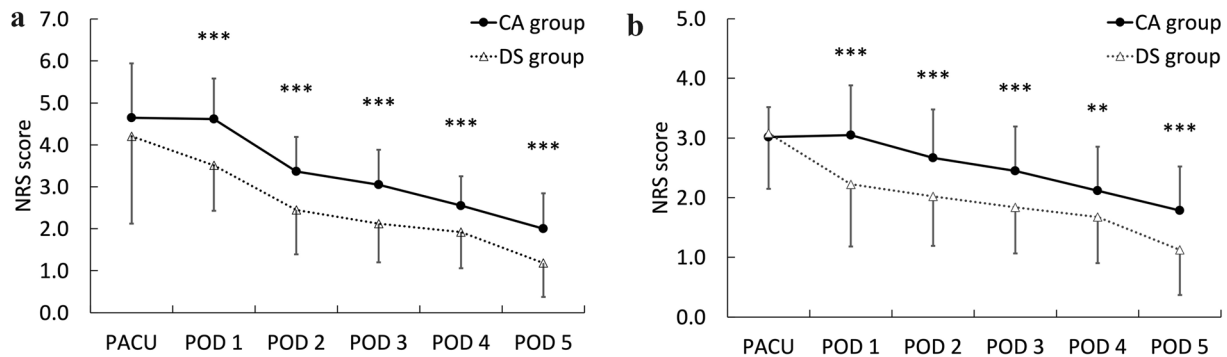 a
7.0
6.0
5.0
4.0
3.0
2.0
1.0
0.0
NRS score
CA group
DS group
***
***
***
***
***
PACU POD 1 POD 2 POD 3 POD 4 POD 5
b
5.0
4.0
3.0
2.0
1.0
0.0
NRS score
CA group
DS group
***
***
***
**
***
PACU POD 1 POD 2 POD 3 POD 4 POD 5